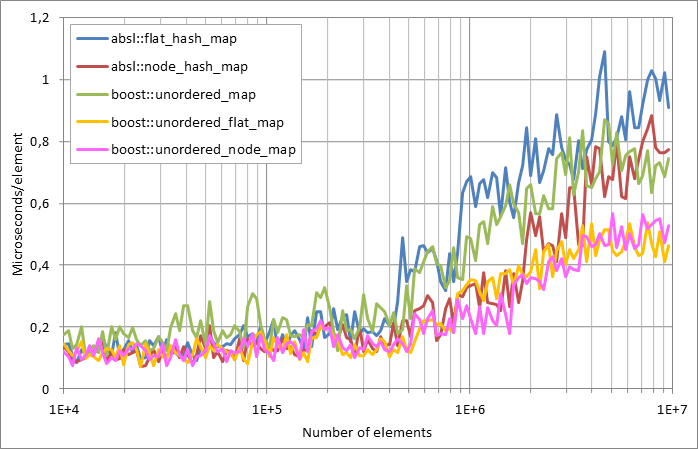 1,2
1
0,8
0,6
0,4
0,2
0
Microseconds/element
absl::flat_hash_map
absl::node_hash_map
boost::unordered_map
boost::unordered_flat_map
boost::unordered_node_map
1E+4
1E+5
1E+6
1E+7
Number of elements